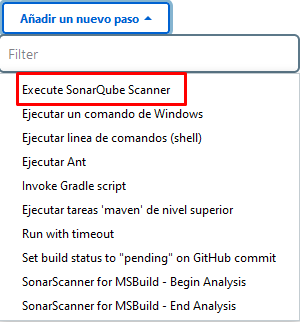 Añadir un nuevo paso
Filter
Execute SonarQube Scanner
Ejecutar un comando de Windows
Ejecutar linea de comandos (shell)
Ejecutar Ant
Invoke Gradle script
Ejecutar tareas 'maven' de nivel superior
Run with timeout
Set build status to "pending" on GitHub commit
SonarScanner for MSBuild - Begin Analysis
SonarScanner for MSBuild - End Analysis